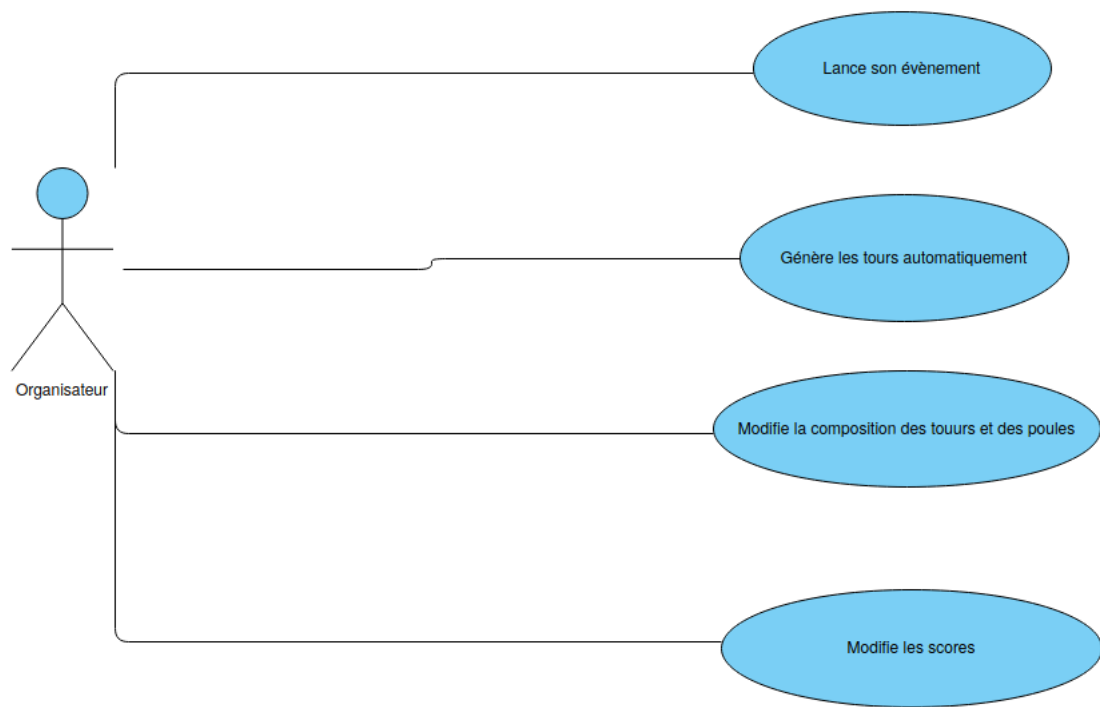 Lance son évènement
Génère les tours automatiquement
Organisateur
Modifie la composition des touurs et des poules
Modifie les scores